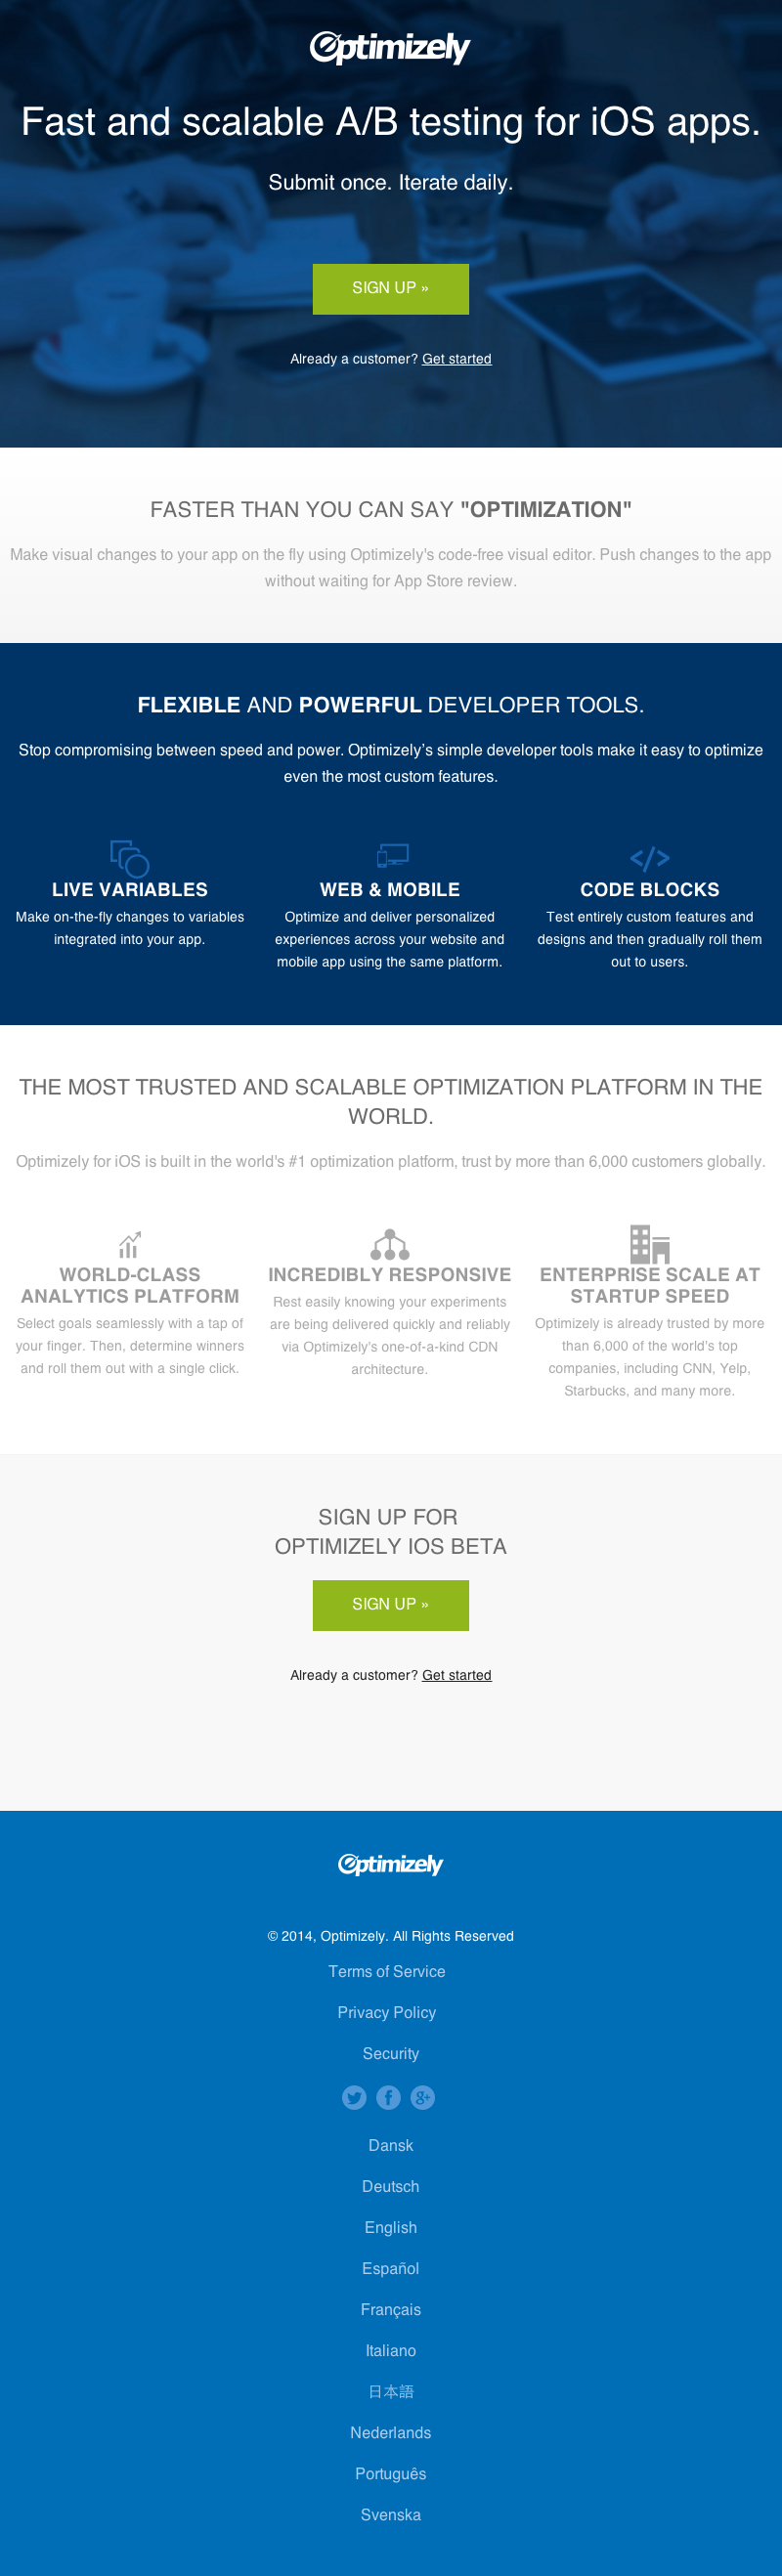 Optimizely
Fast and scalable A/B testing for iOS apps.
Submit once. Iterate daily.
SIGN UP »
Already a customer? Get started
FASTER THAN YOU CAN SAY "OPTIMIZATION"
Make visual changes to your app on the fly using Optimizely's code-free visual editor. Push changes to the app
without waiting for App Store review.
FLEXIBLE AND POWERFUL DEVELOPER TOOLS.
Stop compromising between speed and power. Optimizely’s simple developer tools make it easy to optimize
even the most custom features.
LIVE VARIABLES
Make on-the-fly changes to variables
integrated into your app.
WEB & MOBILE
Optimize and deliver personalized
experiences across your website and
mobile app using the same platform.
CODE BLOCKS
Test entirely custom features and
designs and then gradually roll them
out to users.
THE MOST TRUSTED AND SCALABLE OPTIMIZATION PLATFORM IN THE
WORLD.
Optimizely for iOS is built in the world's #1 optimization platform, trust by more than 6,000 customers globally.
WORLD-CLASS
ANALYTICS PLATFORM
Select goals seamlessly with a tap of
your finger. Then, determine winners
and roll them out with a single click.
INCREDIBLY RESPONSIVE
Rest easily knowing your experiments
are being delivered quickly and reliably
via Optimizely's one-of-a-kind CDN
architecture.
ENTERPRISE SCALE AT
STARTUP SPEED
Optimizely is already trusted by more
than 6,000 of the world's top
companies, including CNN, Yelp,
Starbucks, and many more.
SIGN UP FOR
OPTIMIZELY IOS BETA
SIGN UP »
Already a customer? Get started
Optimizely
© 2014, Optimizely. All Rights Reserved
Terms of Service
Privacy Policy
Security
Dansk
Deutsch
English
Español
Français
Italiano
日本語
Nederlands
Português
Svenska